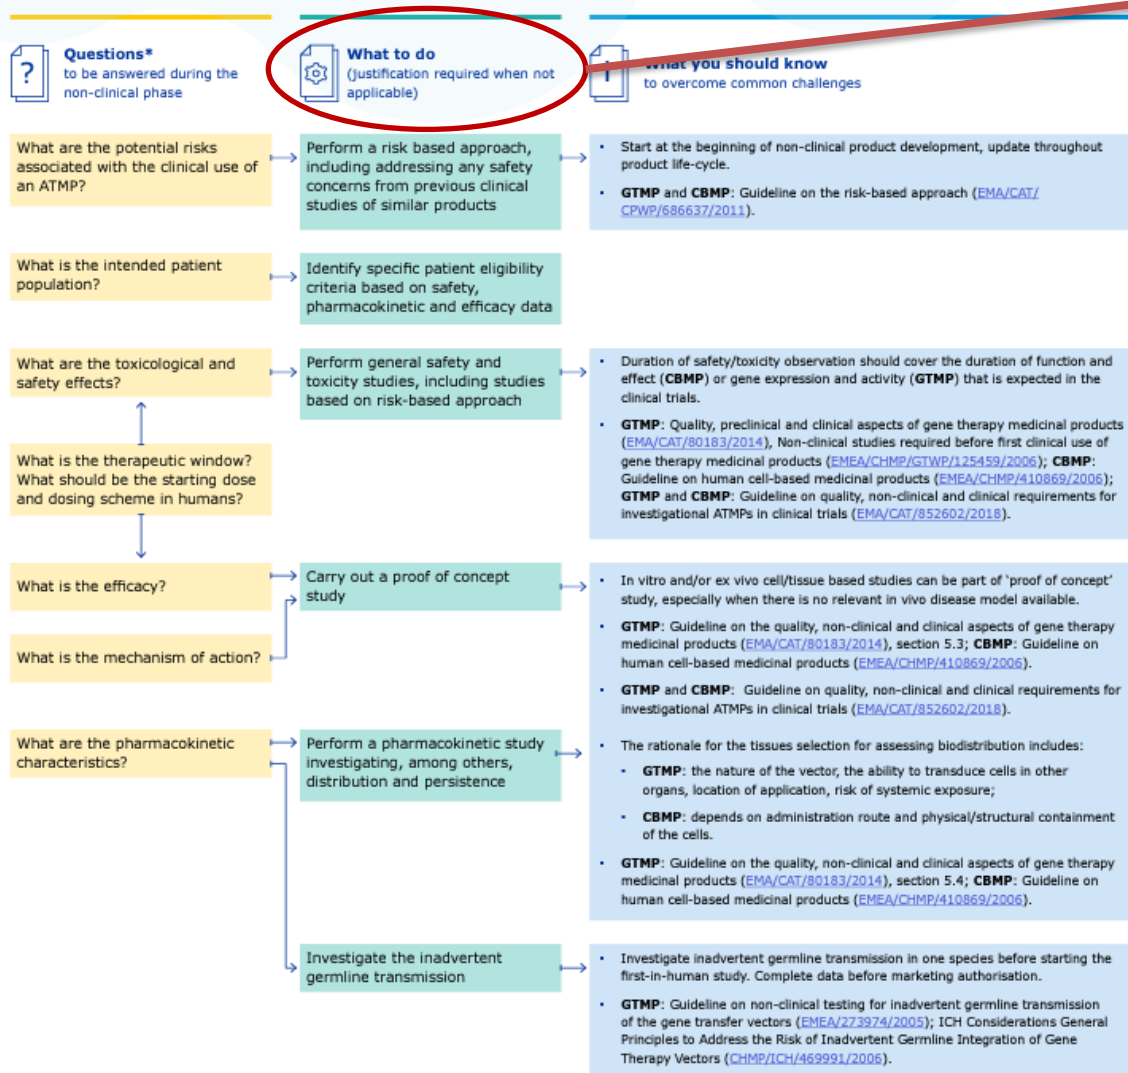 ?
Questions*
to be answered during the
non-clinical phase
What to do
(justification required when not
applicable)
What you should know
to overcome common challenges
What are the potential risks
associated with the clinical use of
an ATMP?
Perform a risk based approach,
including addressing any safety
concerns from previous clinical
studies of similar products
▪ Start at the beginning of non-clinical product development, update throughout
product life-cycle.
▪ GTMP and CBMP: Guideline on the risk-based approach (EMA/CAT/
CPWP/686637/2011).
What is the intended patient
population?
Identify specific patient eligibility
criteria based on safety,
pharmacokinetic and efficacy data
What are the toxicological and
safety effects?
Perform general safety and
toxicity studies, including studies
based on risk-based approach
▪ Duration of safety/toxicity observation should cover the duration of function and
effect (CBMP) or gene expression and activity (GTMP) that is expected in the
clinical trials.
▪ GTMP: Quality, preclinical and clinical aspects of gene therapy medicinal products
(EMA/CAT/80183/2014), Non-clinical studies required before first clinical use of
gene therapy medicinal products (EMEA/CHMP/GTWP/125459/2006); CBMP:
Guideline on human cell-based medicinal products (EMEA/CHMP/410869/2006);
GTMP and CBMP: Guideline on quality, non-clinical and clinical requirements for
investigational ATMPs in clinical trials (EMA/CAT/852602/2018).
What is the therapeutic window?
What should be the starting dose
and dosing scheme in humans?
What is the efficacy?
Carry out a proof of concept
study
▪ In vitro and/or ex vivo cell/tissue based studies can be part of ‘proof of concept’
study, especially when there is no relevant in vivo disease model available.
▪ GTMP: Guideline on the quality, non-clinical and clinical aspects of gene therapy
medicinal products (EMA/CAT/80183/2014), section 5.3; CBMP: Guideline on
human cell-based medicinal products (EMEA/CHMP/410869/2006).
▪ GTMP and CBMP: Guideline on quality, non-clinical and clinical requirements for
investigational ATMPs in clinical trials (EMA/CAT/852602/2018).
What is the mechanism of action?
What are the pharmacokinetic
characteristics?
Perform a pharmacokinetic study
investigating, among others,
distribution and persistence
▪ The rationale for the tissues selection for assessing biodistribution includes:
▪ GTMP: the nature of the vector, the ability to transduce cells in other
organs, location of application, risk of systemic exposure;
▪ CBMP: depends on administration route and physical/structural containment
of the cells.
▪ GTMP: Guideline on the quality, non-clinical and clinical aspects of gene therapy
medicinal products (EMA/CAT/80183/2014), section 5.4; CBMP: Guideline on
human cell-based medicinal products (EMEA/CHMP/410869/2006).
Investigate the inadvertent
germline transmission
▪ Investigate inadvertent germline transmission in one species before starting the
first-in-human study. Complete data before marketing authorisation.
▪ GTMP: Guideline on non-clinical testing for inadvertent germline transmission
of the gene transfer vectors (EMEA/273974/2005); ICH Considerations General
Principles to Address the Risk of Inadvertent Germline Integration of Gene
Therapy Vectors (CHMP/ICH/469991/2006).